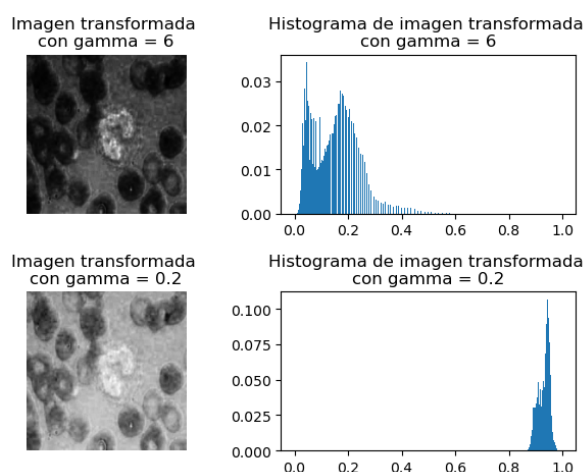 Imagen transformada
con gamma = 6
Histograma de imagen transformada
con gamma = 6
0.03
0.02
0.01
0.00
0.0 0.2 0.4 0.6 0.8 1.0
Imagen transformada
con gamma = 0.2
Histograma de imagen transformada
con gamma = 0.2
0.100
0.075
0.050
0.025
0.000
0.0 0.2 0.4 0.6 0.8 1.0